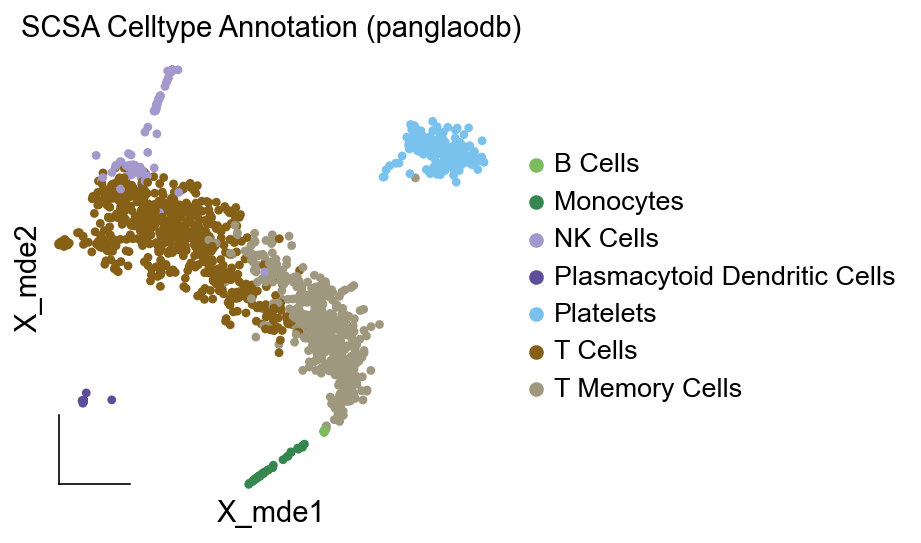 SCSA Celltype Annotation (panglaodb)
B Cells
Monocytes
NK Cells
Plasmacytoid Dendritic Cells
Platelets
T Cells
T Memory Cells
X_mde2
X_mde1